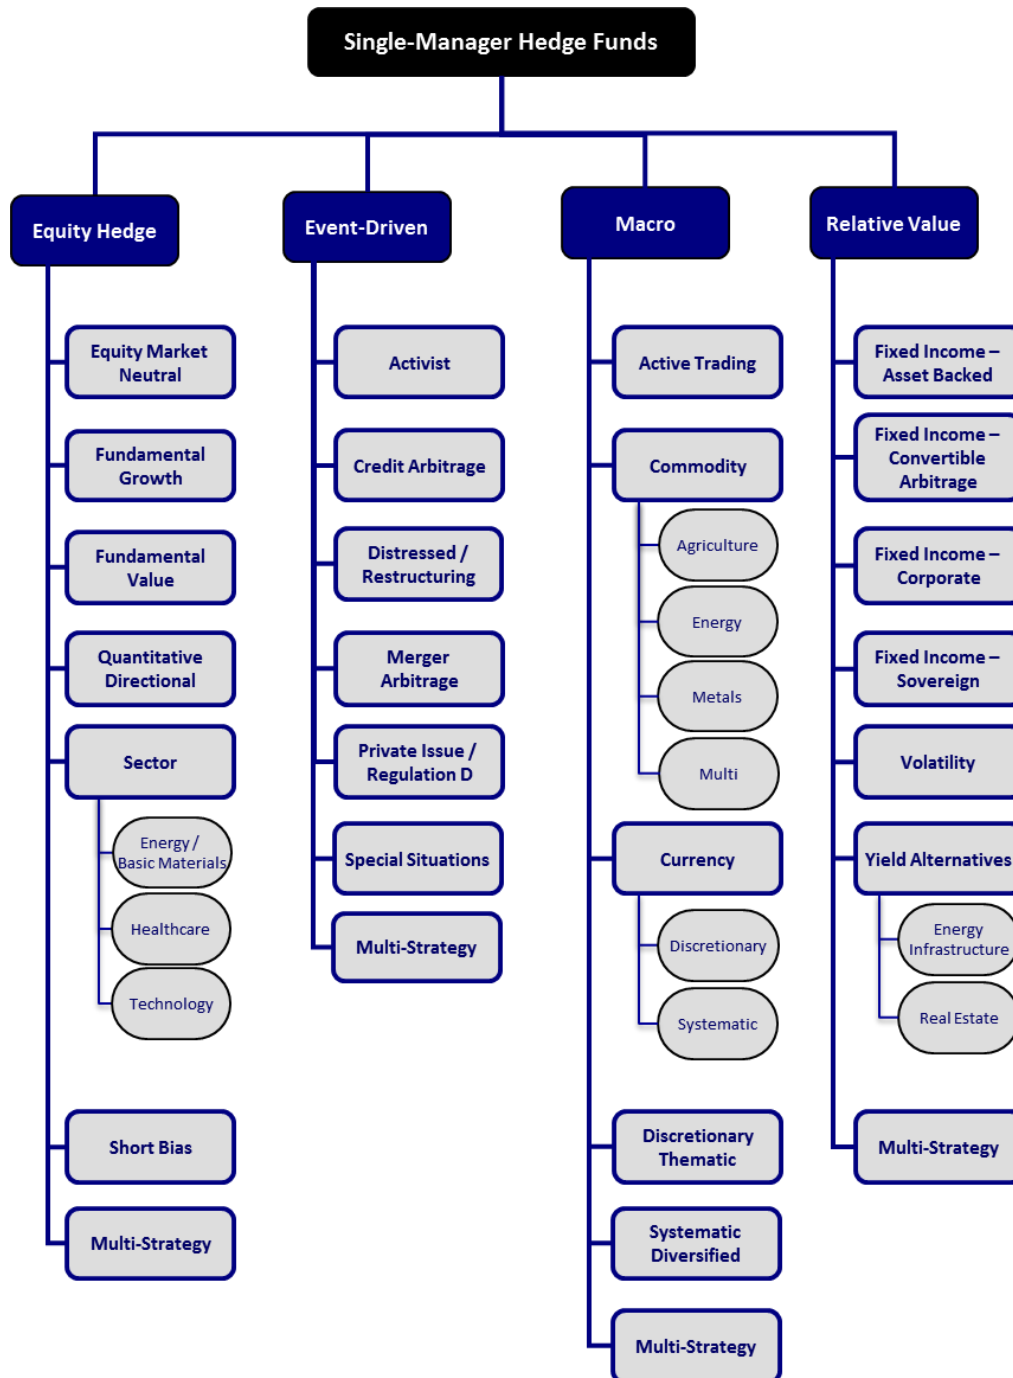 Single-Manager Hedge Funds
Equity Hedge
Equity Market
Neutral
Fundamental
Growth
Fundamental
Value
Quantitative
Directional
Sector
Energy /
Basic Materials
Healthcare
Technology
Short Bias
Multi-Strategy
Event-Driven
Activist
Credit Arbitrage
Distressed /
Restructuring
Merger
Arbitrage
Private Issue /
Regulation D
Special Situations
Multi-Strategy
Macro
Active Trading
Commodity
Agriculture
Energy
Metals
Multi
Currency
Discretionary
Systematic
Discretionary
Thematic
Systematic
Diversified
Multi-Strategy
Relative Value
Fixed Income –
Asset Backed
Fixed Income –
Convertible
Arbitrage
Fixed Income –
Corporate
Fixed Income –
Sovereign
Volatility
Yield Alternatives
Energy
Infrastructure
Real Estate
Multi-Strategy